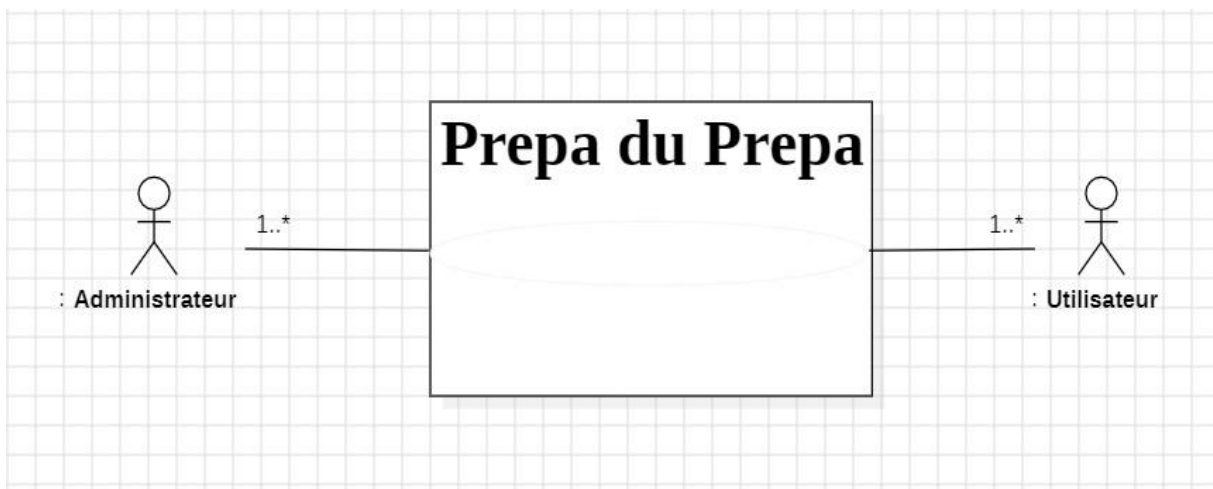 Prepa du Prepa
1..*
1..*
: Administrateur
: Utilisateur